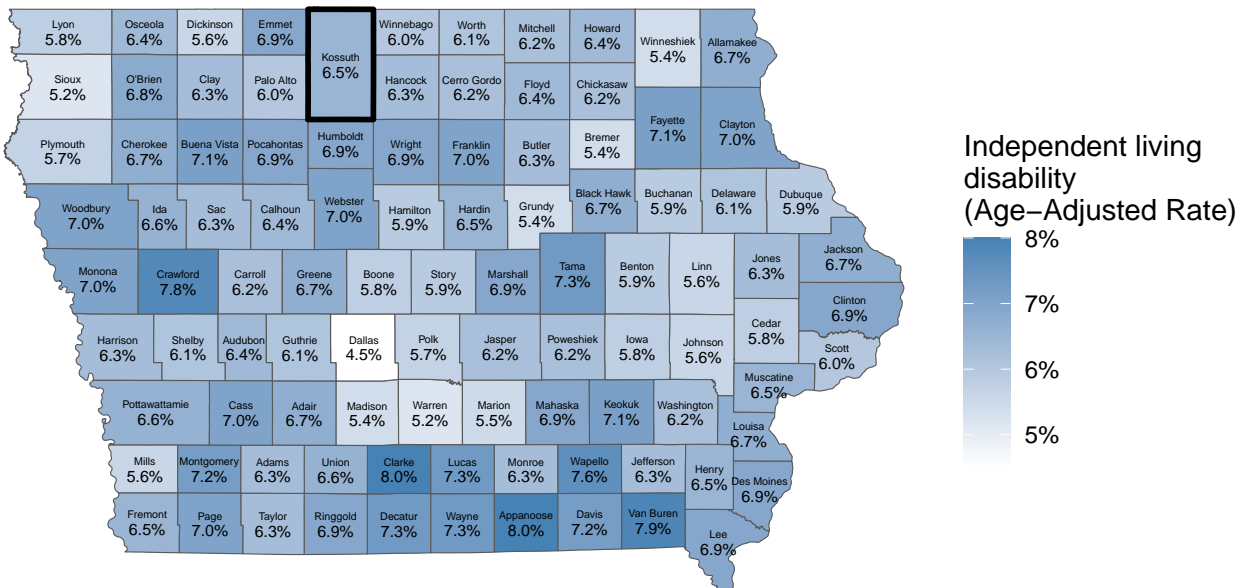 Lyon
5.8%
Osceola
6.4%
Dickinson
5.6%
Emmet
6.9%
Kossuth
6.5%
Winnebago
6.0%
Worth
6.1%
Mitchell
6.2%
Howard
6.4%
Winneshiek
5.4%
Allamakee
6.7%
Sioux
5.2%
O'Brien
6.8%
Clay
6.3%
Palo Alto
6.0%
Hancock
6.3%
Cerro Gordo
6.2%
Floyd
6.4%
Chickasaw
6.2%
Plymouth
5.7%
Cherokee
6.7%
Buena Vista
7.1%
Pocahontas
6.9%
Humboldt
6.9%
Wright
6.9%
Franklin
7.0%
Butler
6.3%
Bremer
5.4%
Fayette
7.1%
Clayton
7.0%
Woodbury
7.0%
Ida
6.6%
Sac
6.3%
Calhoun
6.4%
Webster
7.0%
Hamilton
5.9%
Hardin
6.5%
Grundy
5.4%
Black Hawk
6.7%
Buchanan
5.9%
Delaware
6.1%
Dubuque
5.9%
Monona
7.0%
Crawford
7.8%
Carroll
6.2%
Greene
6.7%
Boone
5.8%
Story
5.9%
Marshall
6.9%
Tama
7.3%
Benton
5.9%
Linn
5.6%
Jones
6.3%
Jackson
6.7%
Clinton
6.9%
Harrison
6.3%
Shelby
6.1%
Audubon
6.4%
Guthrie
6.1%
Dallas
4.5%
Polk
5.7%
Jasper
6.2%
Poweshiek
6.2%
Iowa
5.8%
Johnson
5.6%
Cedar
5.8%
Scott
6.0%
Muscatine
6.5%
Pottawattamie
6.6%
Cass
7.0%
Adair
6.7%
Madison
5.4%
Warren
5.2%
Marion
5.5%
Mahaska
6.9%
Keokuk
7.1%
Washington
6.2%
Louisa
6.7%
Mills
5.6%
Montgomery
7.2%
Adams
6.3%
Union
6.6%
Clarke
8.0%
Lucas
7.3%
Monroe
6.3%
Wapello
7.6%
Jefferson
6.3%
Henry
6.5%
Des Moines
6.9%
Fremont
6.5%
Page
7.0%
Taylor
6.3%
Ringgold
6.9%
Decatur
7.3%
Wayne
7.3%
Appanoose
8.0%
Davis
7.2%
Van Buren
7.9%
Lee
6.9%
Independent living
disability
(Age−Adjusted Rate)
8%
7%
6%
5%